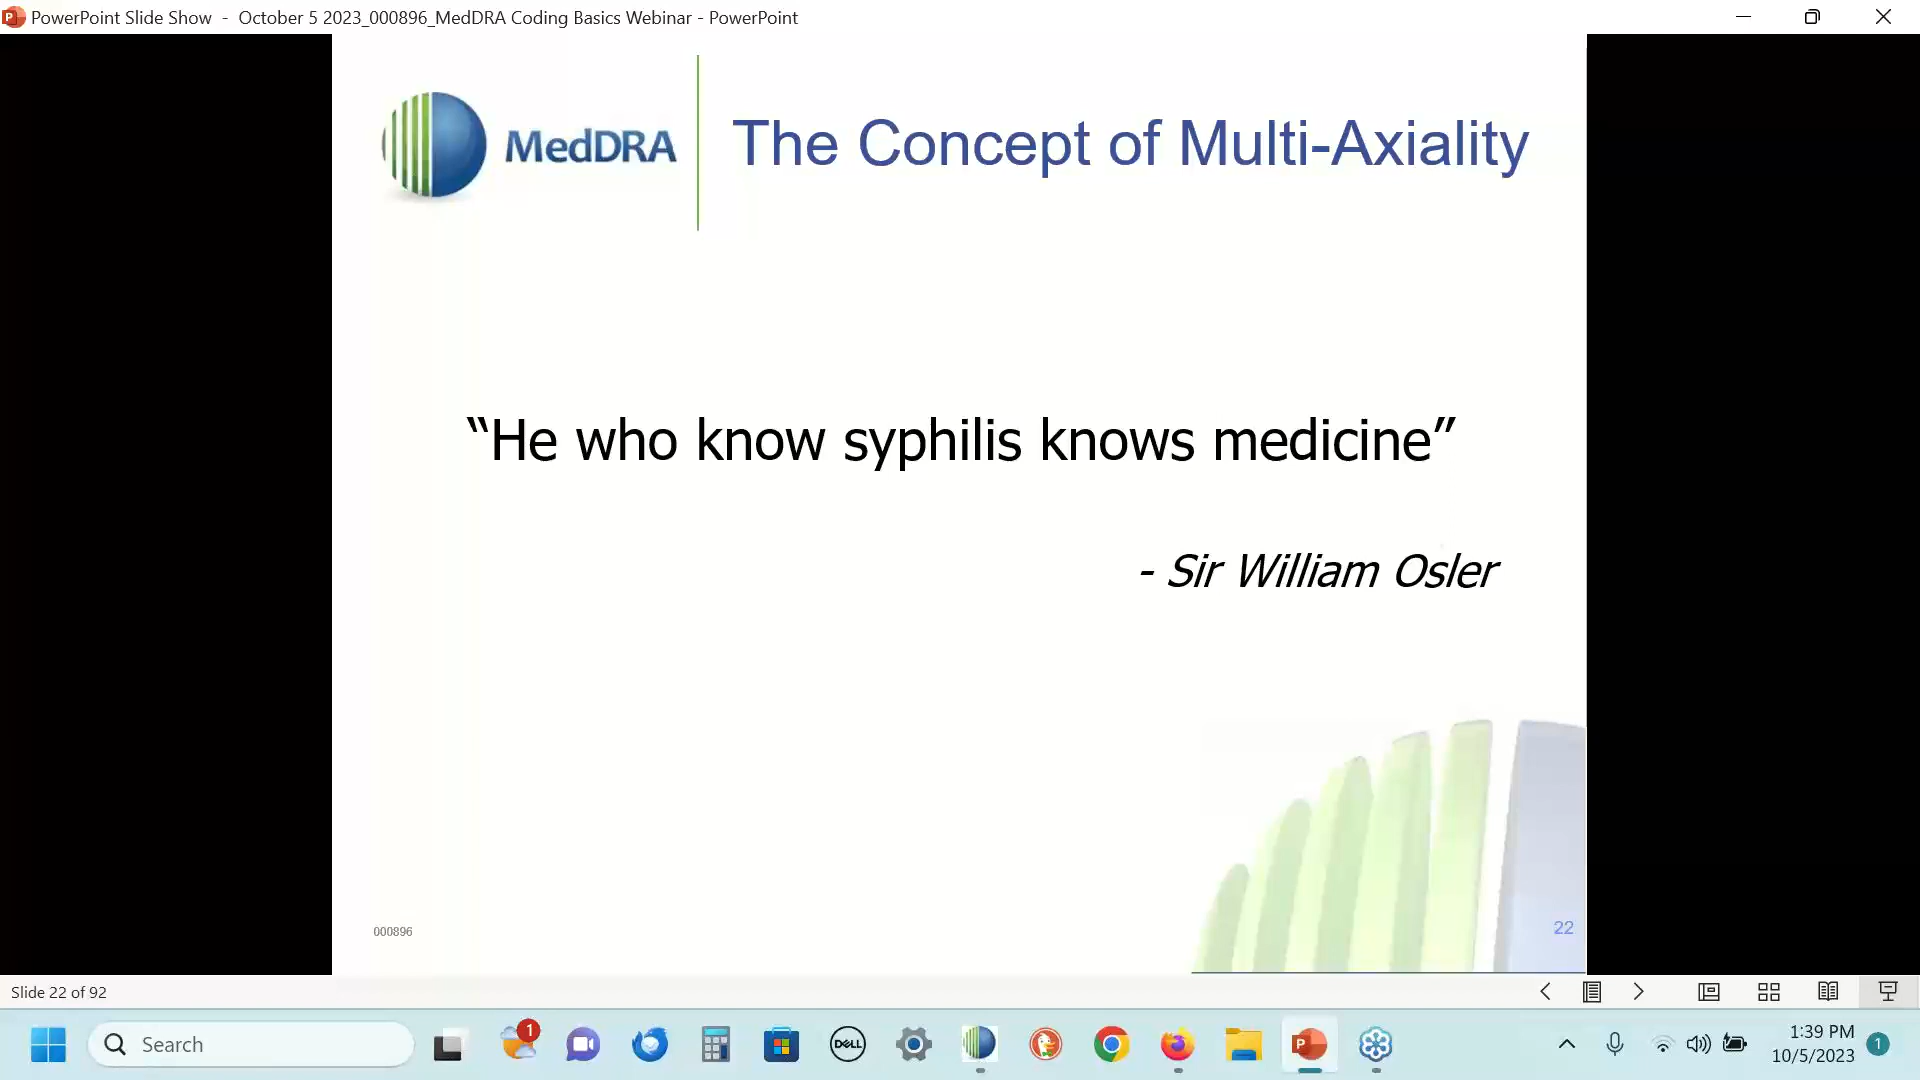 PowerPoint Slide Show - October 5 2023_000896_MedDRA Coding Basics Webinar - PowerPoint
MedDRA
The Concept of Multi-Axiality
“He who know syphilis knows medicine”
- Sir William Osler
000896
22
Slide 22 of 92
Search
1
DELL
1:39 PM
10/5/2023
1